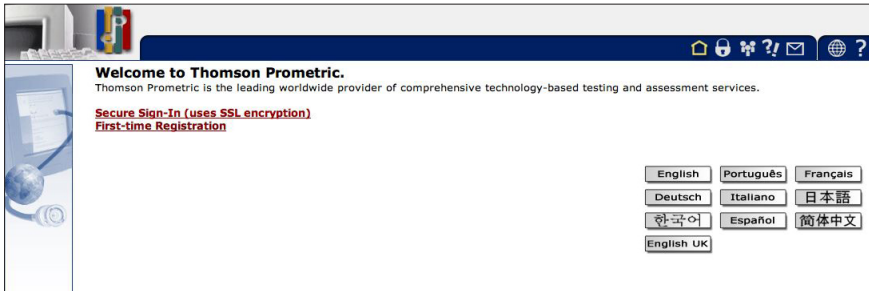 Welcome to Thomson Prometric.
Thomson Prometric is the leading worldwide provider of comprehensive technology-based testing and assessment services.
Secure Sign-In (uses SSL encryption)
First-time Registration
English Português Français
Deutsch Italiano 日本語
한국어 Español 简体中文
English UK